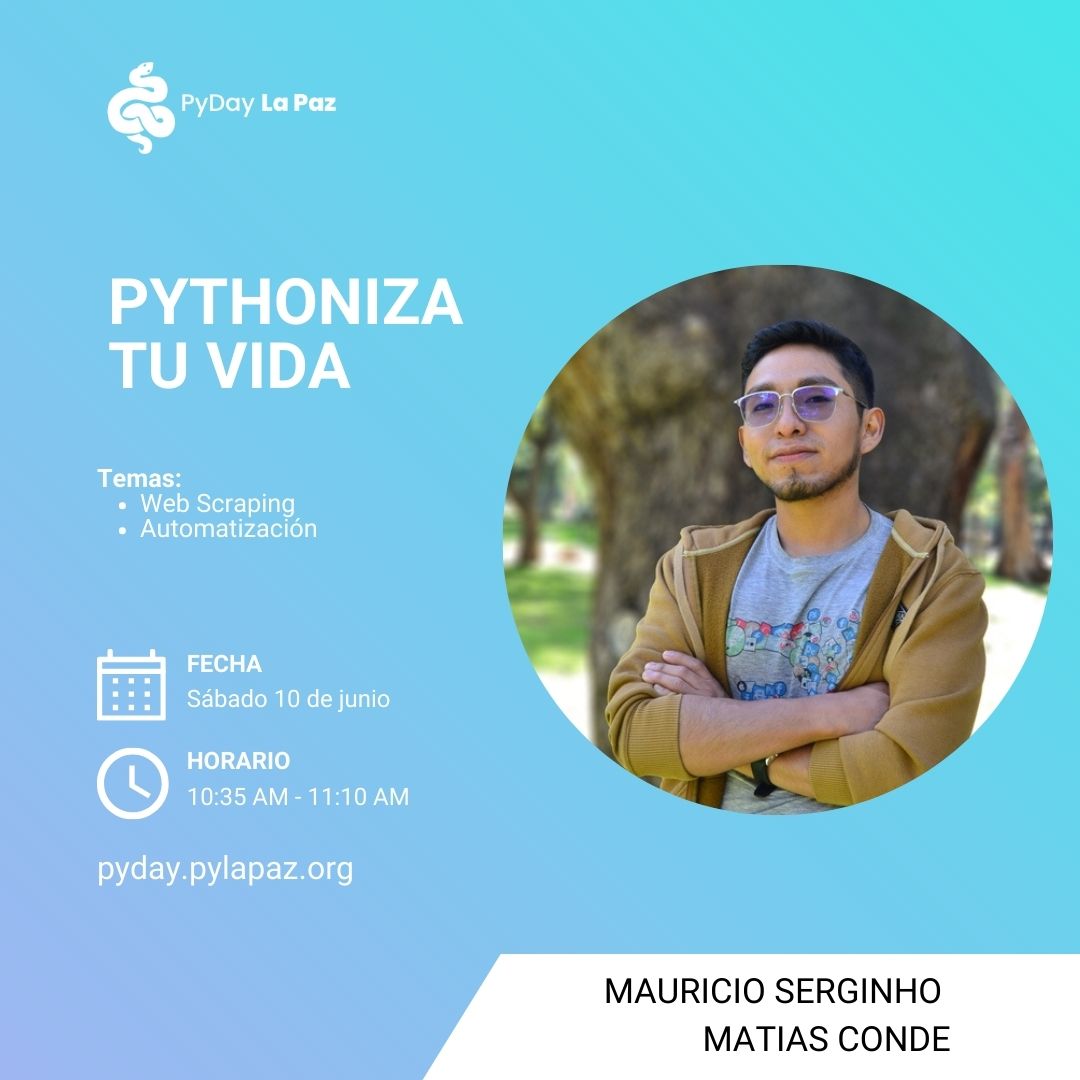 PyDay La Paz
PYTHONIZA
TU VIDA
Temas:
• Web Scraping
• Automatización
FECHA
Sábado 10 de junio
HORARIO
10:35 AM - 11:10 AM
pyday.pylapaz.org
MAURICIO SERGINHO
MATIAS CONDE